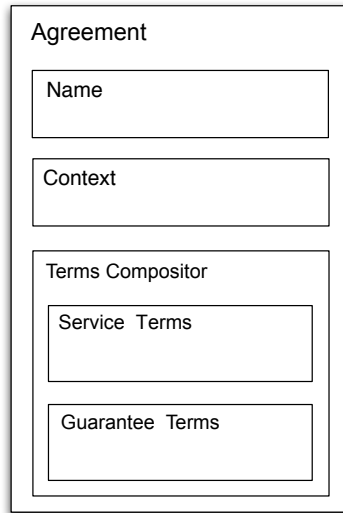 Agreement
Name
Context
Terms Compositor
Service Terms
Guarantee Terms